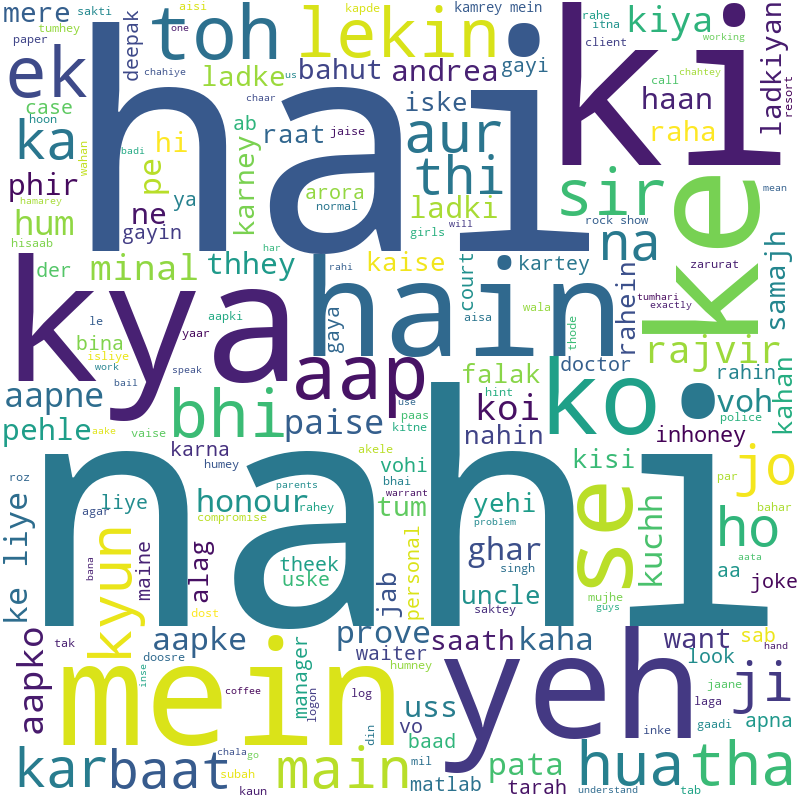 mere sakti toh lekin kamrey mein rahe itna kiya
tumhey aisi kapde
paper one deepak us gayi client working
ek chahiye ladke bahut andrea call chahtey ladkiyan resort
case hai iske ki haan
hoon chaar
ka hi ab raat jaise aur raha
wahan badi
phir pe karney arora thi sir mean
hamarey ya normal ladki
hum ne gayin girls will rock show na ke
hisaab har
der minal thhey rahi kaise court kartey zarurat samajh
kya hain gaya aisa wala rahein tumhari
le aapki yaar exactly
bina thode rajvir
isliye work speak doctor
bail aap falak rahin
aapne use hint ko voh kahan
bhi paise paas koi police
pehle aake vaise kitne nahin inhoney
karna akele
roz humey vohi kisi par jo
parents bhai bahar
ke liye agar liye honour rahey warrant tum yehi se kuchh ho
compromise problem
nahi
kyun maine alag theek ghar aata
bana uske jab personal singh aa
dost uncle mujhe joke
saktey guys
aapko aapke prove saath kaha want sab
tak waiter hand
doosre manager humney look
mein inse yeh jaane ji
coffee logon log uss laga
vo inke gaadi apna
chala go din baad
kar baat subah main mil pata hua tha
kaun matlab tarah understand tab